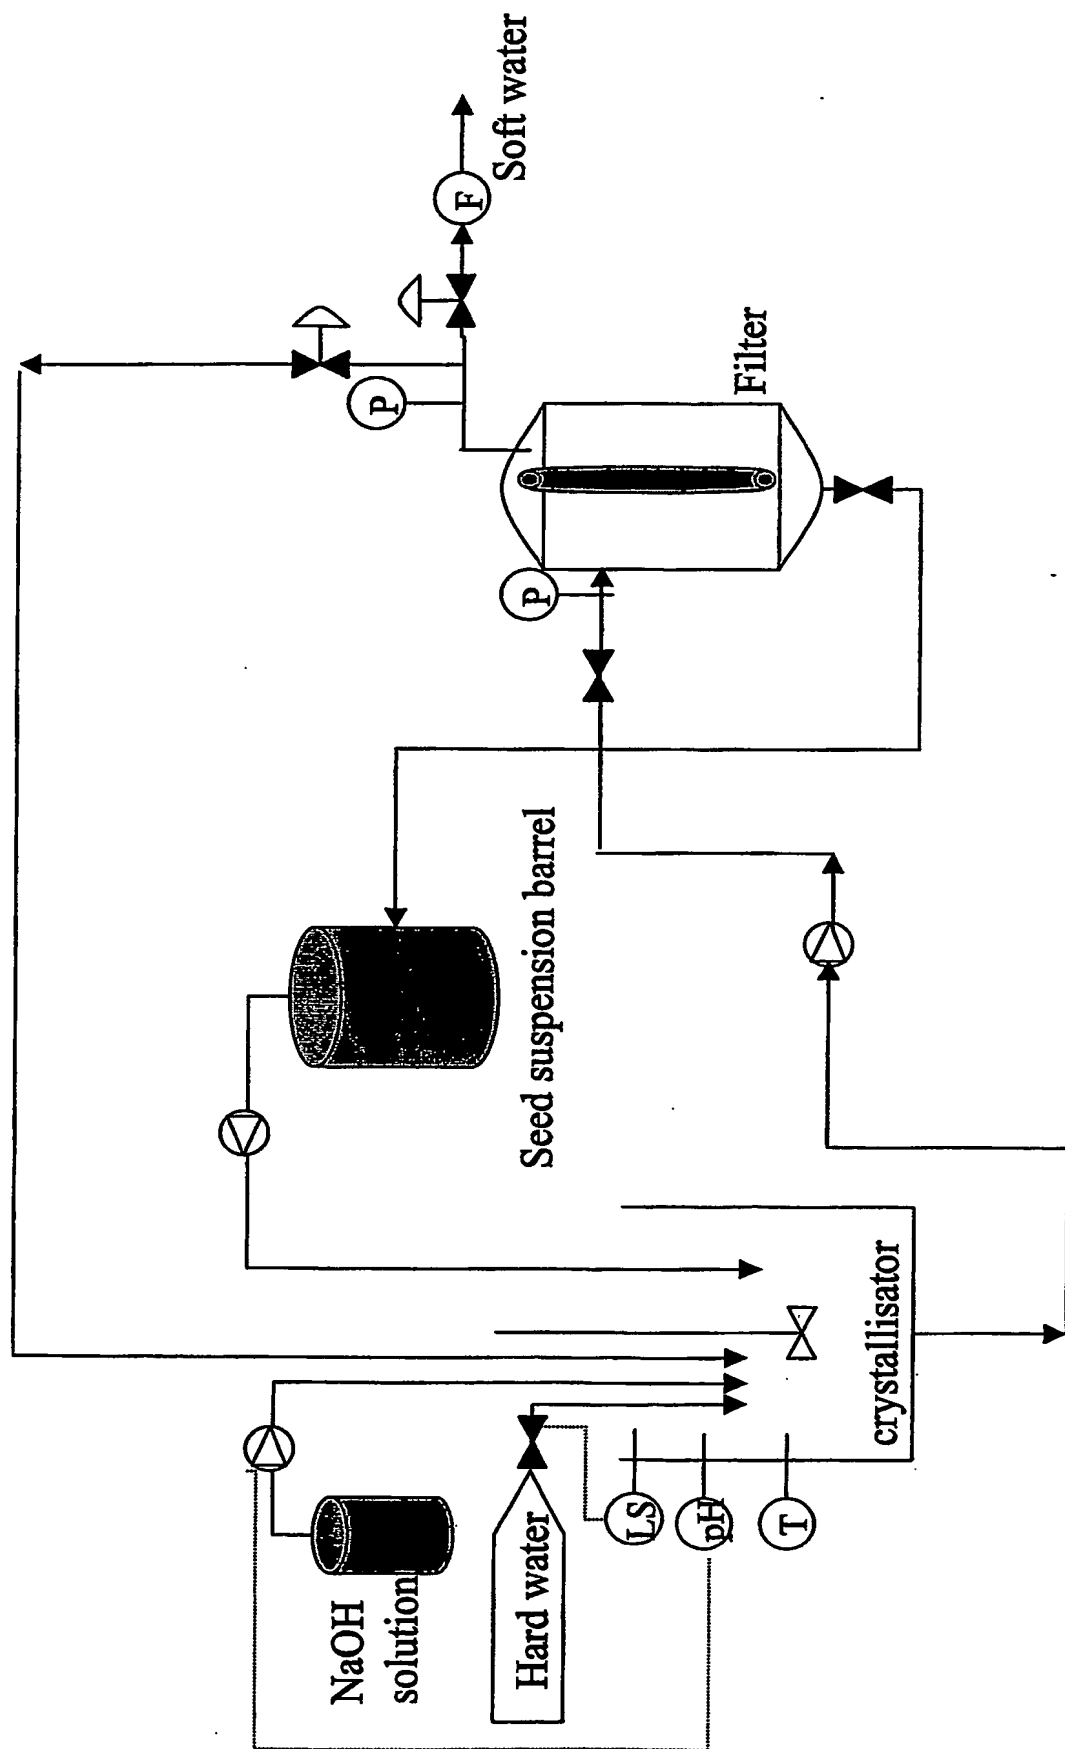 NaOH
solution
Hard water
LS
pH
T
crystallisator
Seed suspension barrel
P
Filter
P
F
Soft water